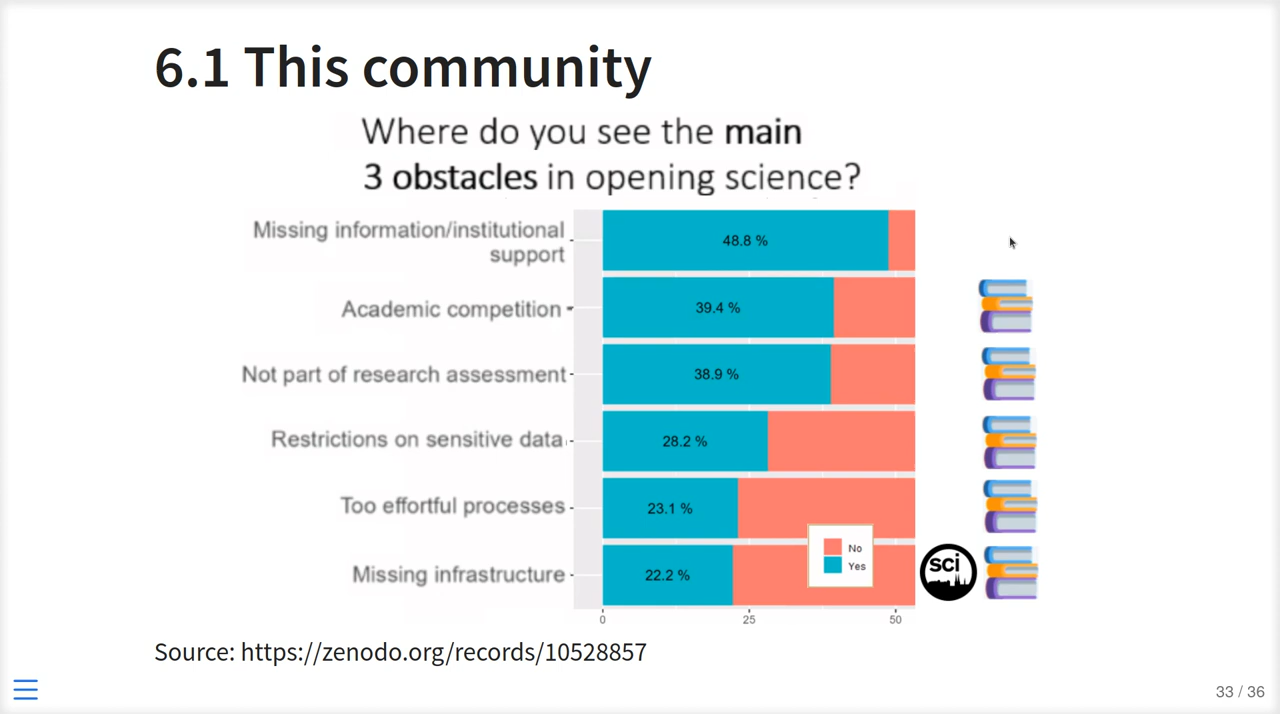 6.1 This community
Where do you see the main
3 obstacles in opening science?
Missing information/institutional
support
48.8 %
Academic competition
39.4 %
Not part of research assessment
38.9 %
Restrictions on sensitive data
28.2 %
Too effortful processes
23.1 %
Missing infrastructure
22.2 %
No
Yes
sci
0
25
50
Source: https://zenodo.org/records/10528857
33 / 36